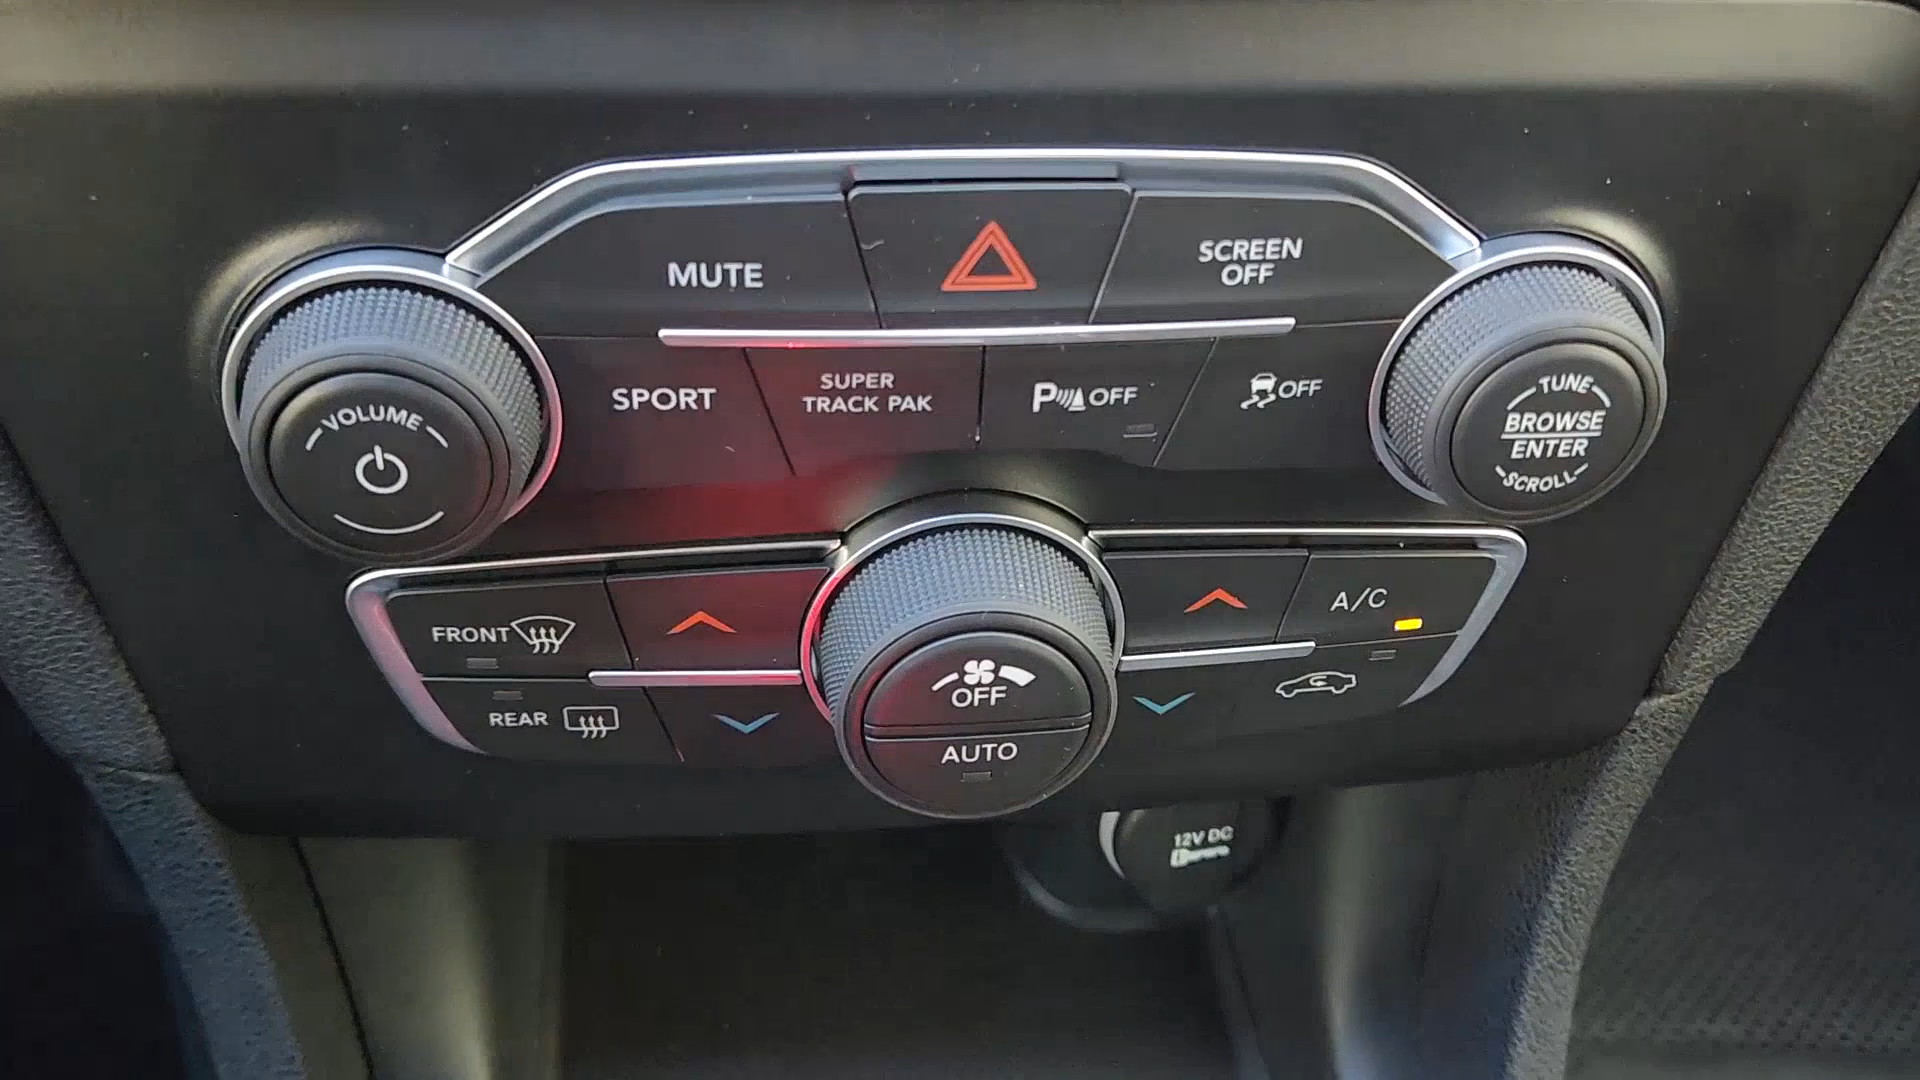 MUTE
SCREEN
OFF
VOLUME
SPORT
SUPER
TRACK PAK
P OFF
OFF
TUNE
BROWSE
ENTER
SCROLL
FRONT
A/C
REAR
OFF
AUTO
12V DC